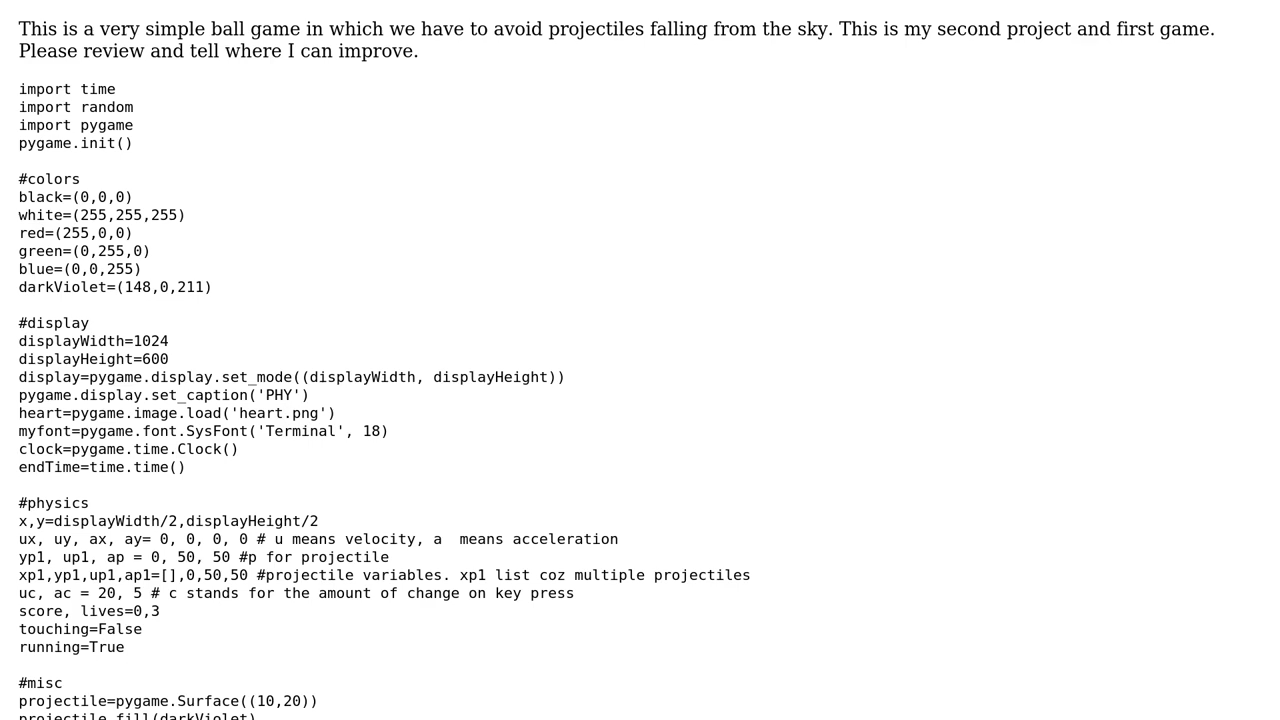 This is a very simple ball game in which we have to avoid projectiles falling from the sky. This is my second project and first game.
Please review and tell where I can improve.
import time
import random
import pygame
pygame.init()
#colors
black=(0,0,0)
white=(255,255,255)
red=(255,0,0)
green=(0,255,0)
blue=(0,0,255)
darkViolet=(148,0,211)
#display
displayWidth=1024
displayHeight=600
display=pygame.display.set_mode((displayWidth, displayHeight))
pygame.display.set_caption('PHY')
heart=pygame.image.load('heart.png')
myfont=pygame.font.SysFont('Terminal', 18)
clock=pygame.time.Clock()
endTime=time.time()
#physics
x,y=displayWidth/2,displayHeight/2
ux, uy, ax, ay= 0, 0, 0, 0 # u means velocity, a  means acceleration
yp1, up1, ap = 0, 50, 50 #p for projectile
xp1,yp1,up1,ap1=[],0,50,50 #projectile variables. xp1 list coz multiple projectiles
uc, ac = 20, 5 # c stands for the amount of change on key press
score, lives=0,3
touching=False
running=True
#misc
projectile=pygame.Surface((10,20))
projectile.fill(darkViolet)